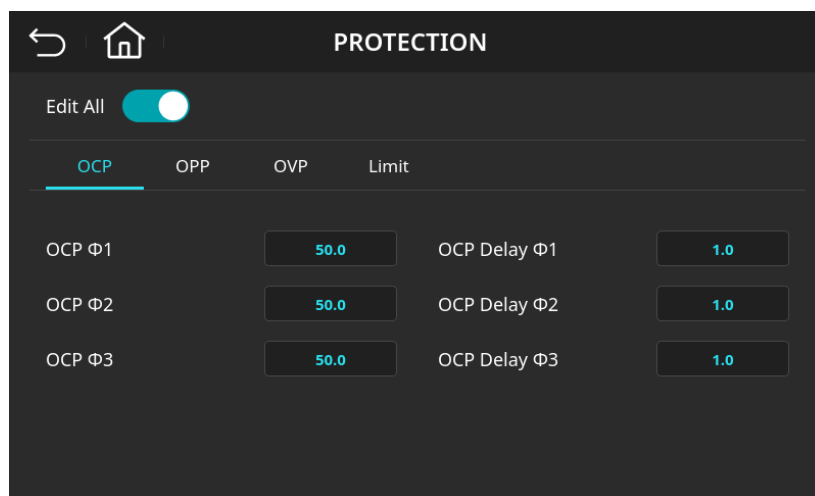 PROTECTION
Edit All
OCP OPP OVP Limit
OCP Φ1 50.0 OCP Delay Φ1 1.0
OCP Φ2 50.0 OCP Delay Φ2 1.0
OCP Φ3 50.0 OCP Delay Φ3 1.0